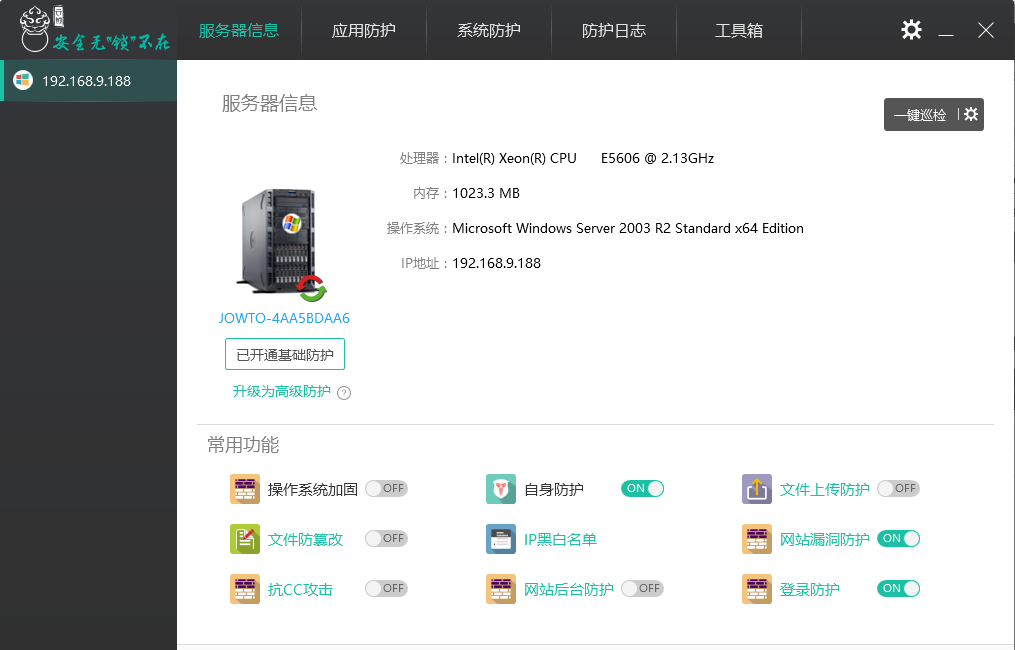 安全无"锁"不在
服务器信息 应用防护 系统防护 防护日志 工具箱
192.168.9.188
服务器信息
一键巡检
处理器：Intel(R) Xeon(R) CPU E5606 @ 2.13GHz
内存：1023.3 MB
操作系统：Microsoft Windows Server 2003 R2 Standard x64 Edition
IP地址：192.168.9.188
JOWTO-4AA5BDAA6
已开通基础防护
升级为高级防护 ?
常用功能
操作系统加固 OFF 自身防护 ON 文件上传防护 OFF
文件防篡改 OFF IP黑白名单 网站漏洞防护 ON
抗CC攻击 OFF 网站后台防护 OFF 登录防护 ON